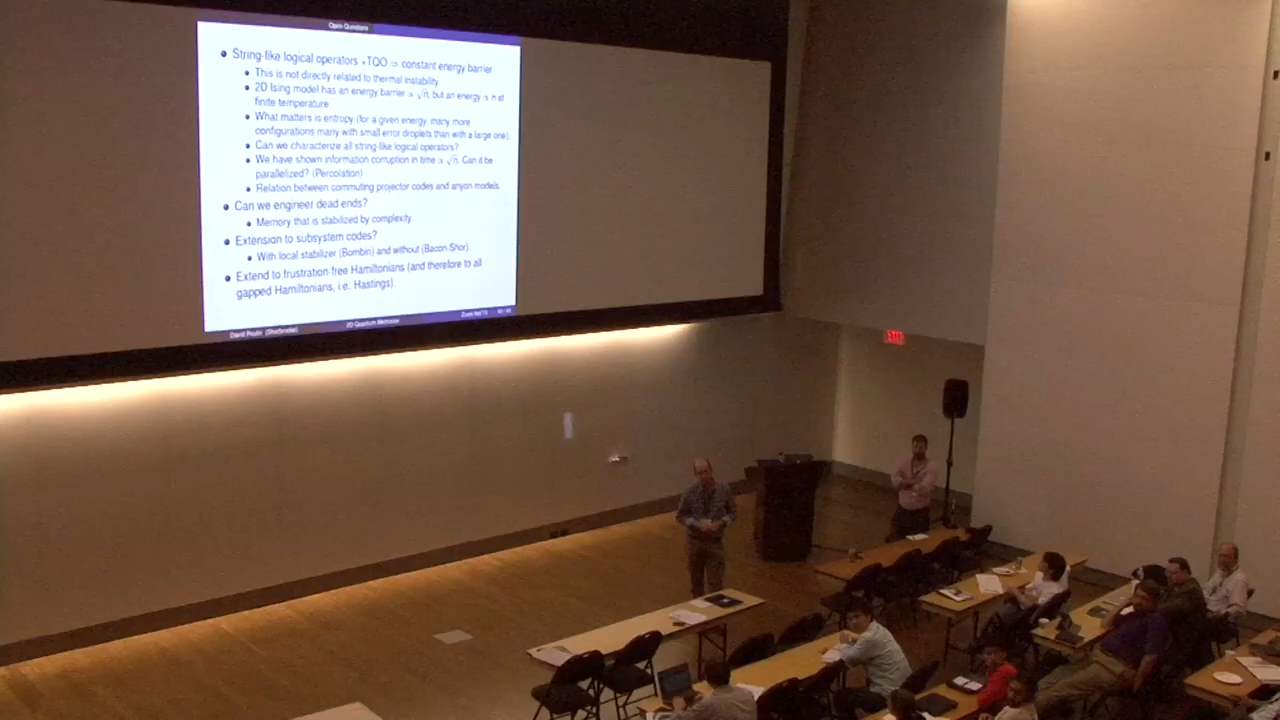 Open Questions
String-like logical operators +TQO ⇒ constant energy barrier.
This is not directly related to thermal instability
2D Ising model has an energy barrier ∝ √n, but an energy ∝ n at
finite temperature
What matters is entropy (for a given energy, many more
configurations many with small error droplets than with a large one).
Can we characterize all string-like logical operators?
We have shown information corruption in time ∝ √n. Can it be
parallelized? (Percolation)
Relation between commuting projector codes and anyon models.
Can we engineer dead ends?
Memory that is stabilized by complexity
Extension to subsystem codes?
With local stabilizer (Bombin) and without (Bacon-Shor).
Extend to frustration-free Hamiltonians (and therefore to all
gapped Hamiltonians, i.e. Hastings).
David Poulin (Sherbrooke)
2D Quantum Memories
EXIT